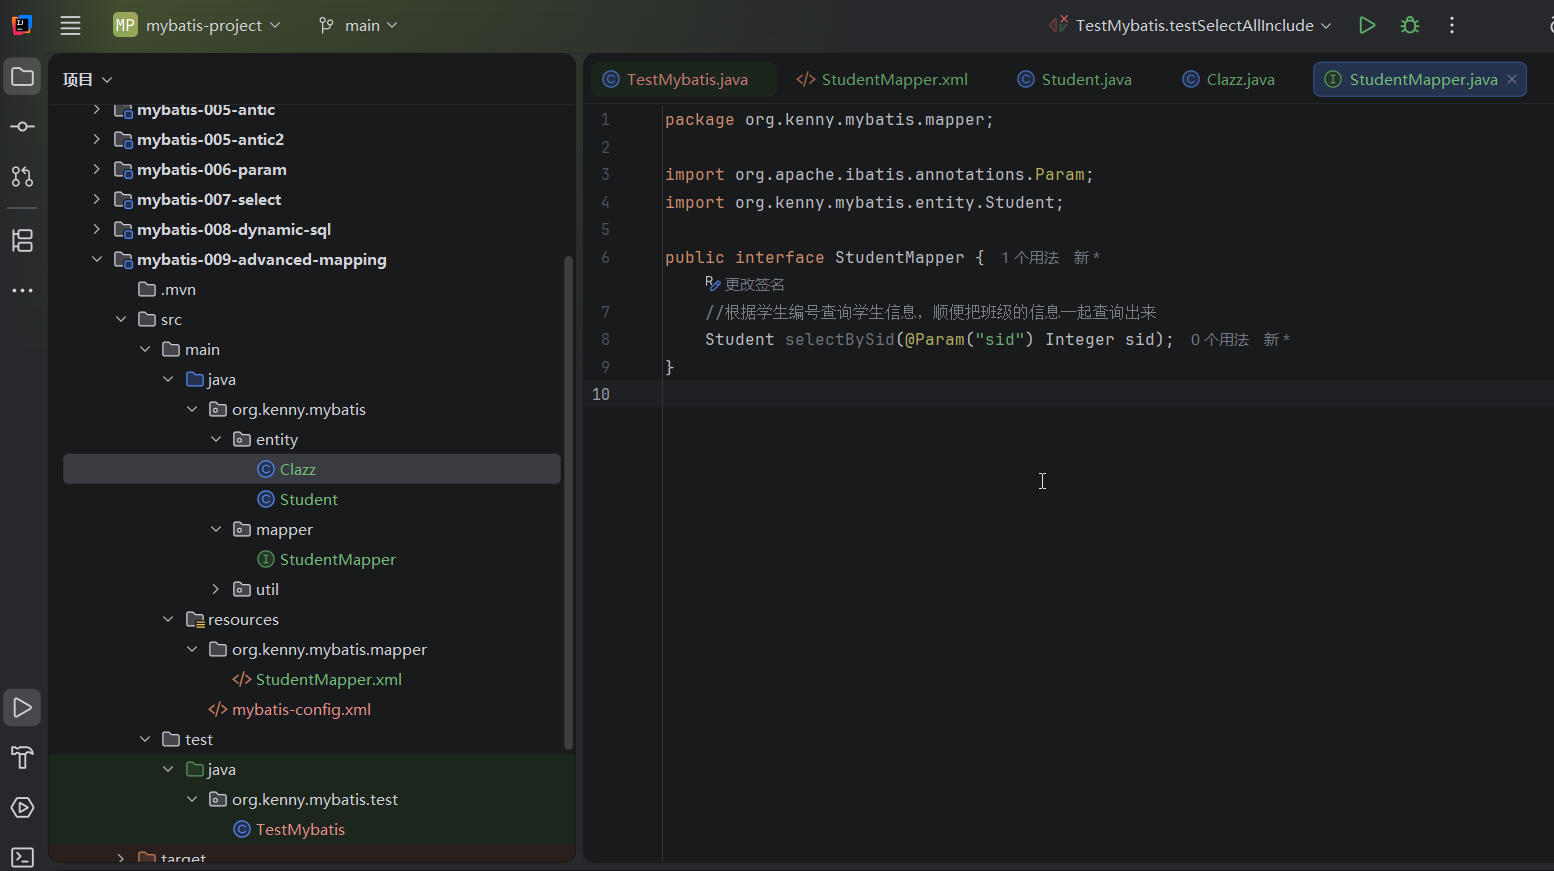 MP mybatis-project main TestMybatis.testSelectAllInclude
项目
mybatis-005-antic
mybatis-005-antic2
mybatis-006-param
mybatis-007-select
mybatis-008-dynamic-sql
mybatis-009-advanced-mapping
.mvn
src
main
java
org.kenny.mybatis
entity
Clazz
Student
mapper
StudentMapper
util
resources
org.kenny.mybatis.mapper
StudentMapper.xml
mybatis-config.xml
test
java
org.kenny.mybatis.test
TestMybatis
target
TestMybatis.java StudentMapper.xml Student.java Clazz.java StudentMapper.java
1 package org.kenny.mybatis.mapper;
2
3 import org.apache.ibatis.annotations.Param;
4 import org.kenny.mybatis.entity.Student;
5
6 public interface StudentMapper { 1 个用法 新 *
更改签名
7 //根据学生编号查询学生信息，顺便把班级的信息一起查询出来
8 Student selectBySid(@Param("sid") Integer sid); 0 个用法 新 *
9 }
10